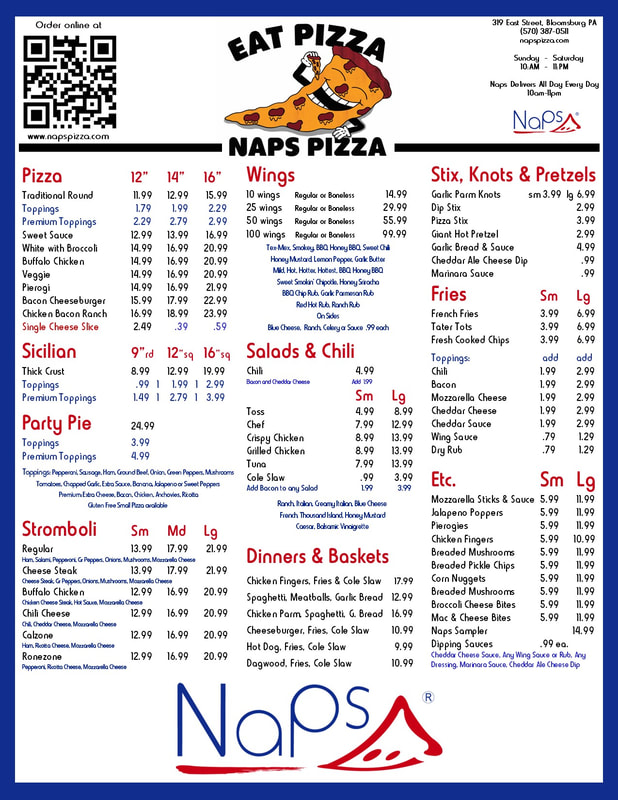 Order online at
www.napspizza.com
EAT PIZZA
NAPS PIZZA
319 East Street, Bloomsburg PA
(570) 387-0511
napspizza.com
Sunday - Saturday
10 AM - 11 PM
Naps Delivers All Day Every Day
10am-11pm
Naps
Pizza 12" 14" 16"
Traditional Round 11.99 12.99 15.99
Toppings 1.79 1.99 2.29
Premium Toppings 2.29 2.79 2.99
Sweet Sauce 12.99 13.99 16.99
White with Broccoli 14.99 16.99 20.99
Buffalo Chicken 14.99 16.99 20.99
Veggie 14.99 16.99 20.99
Pierogi 14.99 16.99 21.99
Bacon Cheeseburger 15.99 17.99 22.99
Chicken Bacon Ranch 16.99 18.99 23.99
Single Cheese Slice 2.49 .39 .59
Sicilian 9"rd 12"sq 16"sq
Thick Crust 8.99 12.99 19.99
Toppings .99 | 1.99 | 2.99
Premium Toppings 1.49 | 2.79 | 3.99
Party Pie 24.99
Toppings 3.99
Premium Toppings 4.99
Toppings: Pepperoni, Sausage, Ham, Ground Beef, Onion, Green Peppers, Mushrooms
Tomatoes, Chopped Garlic, Extra Sauce, Banana, Jalapeno or Sweet Peppers
Premium: Extra Cheese, Bacon, Chicken, Anchovies, Ricotta
Gluten Free Small Pizza available
Stromboli Sm Md Lg
Regular 13.99 17.99 21.99
Ham, Salami, Pepperoni, Gr Peppers, Onions, Mushrooms, Mozzarella Cheese
Cheese Steak 13.99 17.99 21.99
Cheese Steak, Gr Peppers, Onions, Mushrooms, Mozzarella Cheese
Buffalo Chicken 12.99 16.99 20.99
Chicken Cheese Steak, Hot Sauce, Mozzarella Cheese
Chili Cheese 12.99 16.99 20.99
Chili, Cheddar Cheese, Mozzarella Cheese
Calzone 12.99 16.99 20.99
Ham, Ricotta Cheese, Mozzarella Cheese
Ronezone 12.99 16.99 20.99
Pepperoni, Ricotta Cheese, Mozzarella Cheese
Wings
10 wings Regular or Boneless 14.99
25 wings Regular or Boneless 29.99
50 wings Regular or Boneless 55.99
100 wings Regular or Boneless 99.99
Tex-Mex, Smokey, BBQ, Honey BBQ, Sweet Chili
Honey Mustard, Lemon Pepper, Garlic Butter
Mild, Hot, Hotter, Hottest, BBQ, Honey BBQ
Sweet Smokin' Chipotle, Honey Sriracha
BBQ Chip Rub, Garlic Parmesan Rub
Red Hot Rub, Ranch Rub
On Sides
Blue Cheese, Ranch, Celery or Sauce .99 each
Salads & Chili
Chili 4.99
Bacon and Cheddar Cheese Add 1.99
Sm Lg
Toss 4.99 8.99
Chef 7.99 12.99
Crispy Chicken 8.99 13.99
Grilled Chicken 8.99 13.99
Tuna 7.99 13.99
Cole Slaw .99 3.99
Add Bacon to any Salad 1.99 3.99
Ranch, Italian, Creamy Italian, Blue Cheese
French, Thousand Island, Honey Mustard
Caesar, Balsamic Vinaigrette
Dinners & Baskets
Chicken Fingers, Fries & Cole Slaw 17.99
Spaghetti, Meatballs, Garlic Bread 12.99
Chicken Parm, Spaghetti, G. Bread 16.99
Cheeseburger, Fries, Cole Slaw 10.99
Hot Dog, Fries, Cole Slaw 9.99
Dagwood, Fries, Cole Slaw 10.99
Stix, Knots & Pretzels
Garlic Parm Knots sm 3.99 lg 6.99
Dip Stix 2.99
Pizza Stix 3.99
Giant Hot Pretzel 2.99
Garlic Bread & Sauce 4.99
Cheddar Ale Cheese Dip .99
Marinara Sauce .99
Fries Sm Lg
French Fries 3.99 6.99
Tater Tots 3.99 6.99
Fresh Cooked Chips 3.99 6.99
Toppings: add add
Chili 1.99 2.99
Bacon 1.99 2.99
Mozzarella Cheese 1.99 2.99
Cheddar Cheese 1.99 2.99
Cheddar Sauce 1.99 2.99
Wing Sauce .79 1.29
Dry Rub .79 1.29
Etc. Sm Lg
Mozzarella Sticks & Sauce 5.99 11.99
Jalapeno Poppers 5.99 11.99
Pierogies 5.99 11.99
Chicken Fingers 5.99 10.99
Breaded Mushrooms 5.99 11.99
Breaded Pickle Chips 5.99 11.99
Corn Nuggets 5.99 11.99
Breaded Mushrooms 5.99 11.99
Broccoli Cheese Bites 5.99 11.99
Mac & Cheese Bites 5.99 11.99
Naps Sampler 14.99
Dipping Sauces .99 ea.
Cheddar Cheese Sauce, Any Wing Sauce or Rub, Any
Dressing, Marinara Sauce, Cheddar Ale Cheese Dip
Naps ®